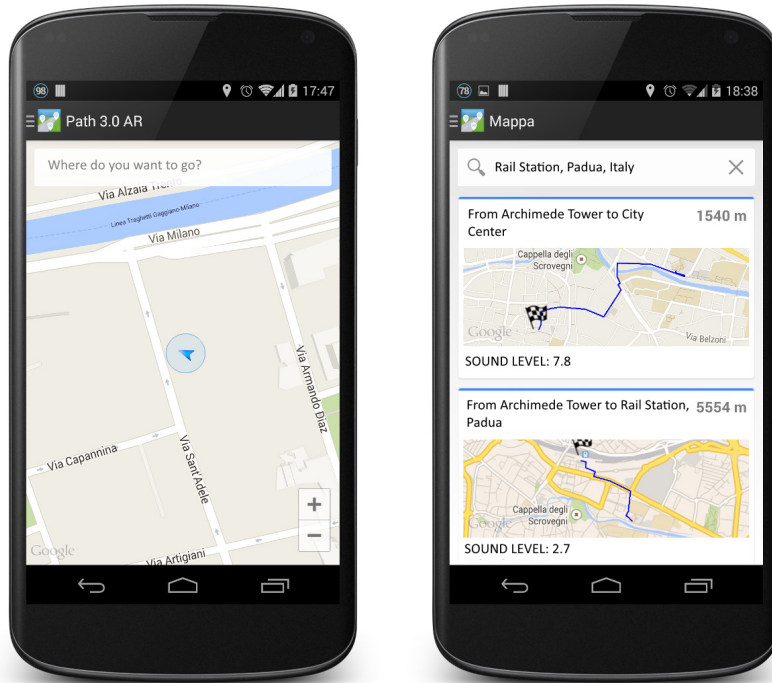 98
17:47
Path 3.0 AR
Where do you want to go?
Via Alzaia Trento
Linea Traghetti Gaggiano-Milano
Via Milano
Via Armando Diaz
Via Capannina
Via Sant'Adele
+
−
Google
Via Artigiani
78
18:38
Mappa
Rail Station, Padua, Italy
From Archimede Tower to City
Center
1540 m
Cappella degli
Scrovegni
Google
Via Belzoni
SOUND LEVEL: 7.8
From Archimede Tower to Rail Station,
Padua
5554 m
Cappella degli
Scrovegni
Google
SOUND LEVEL: 2.7